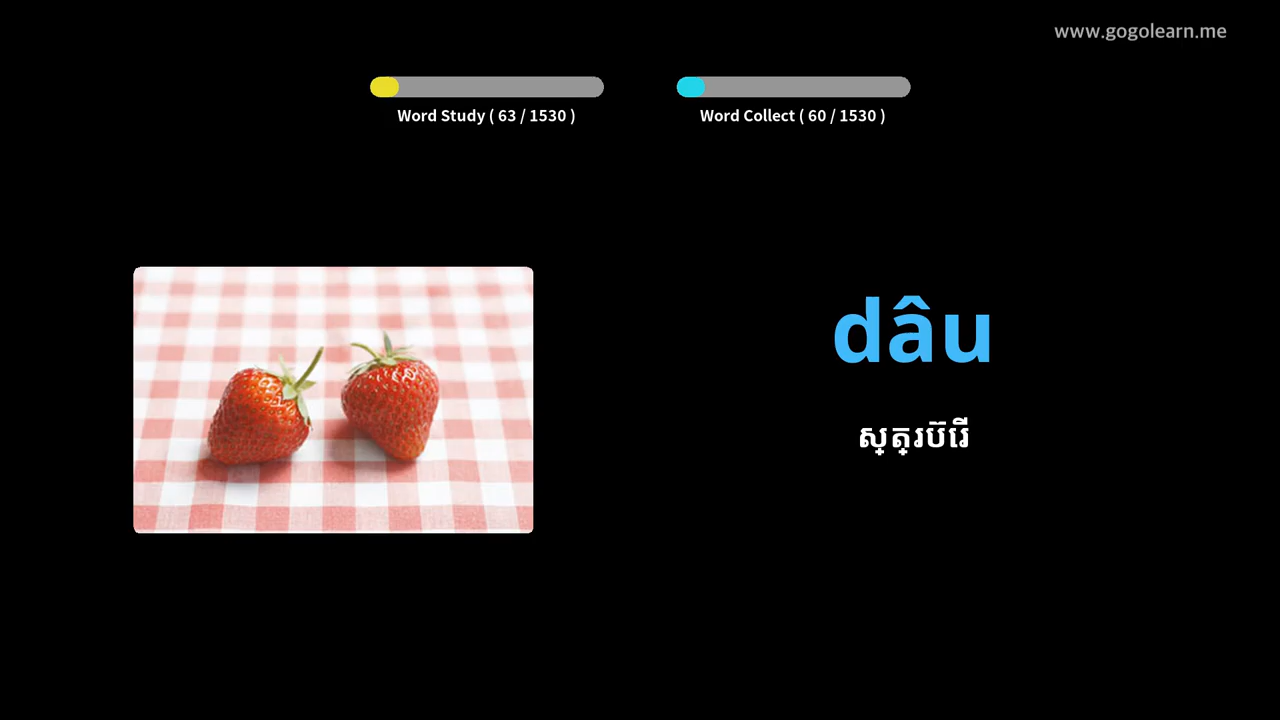 www.gogolearn.me
Word Study ( 63 / 1530 )
Word Collect ( 60 / 1530 )
dâu
ស្ត្រប៊រើ